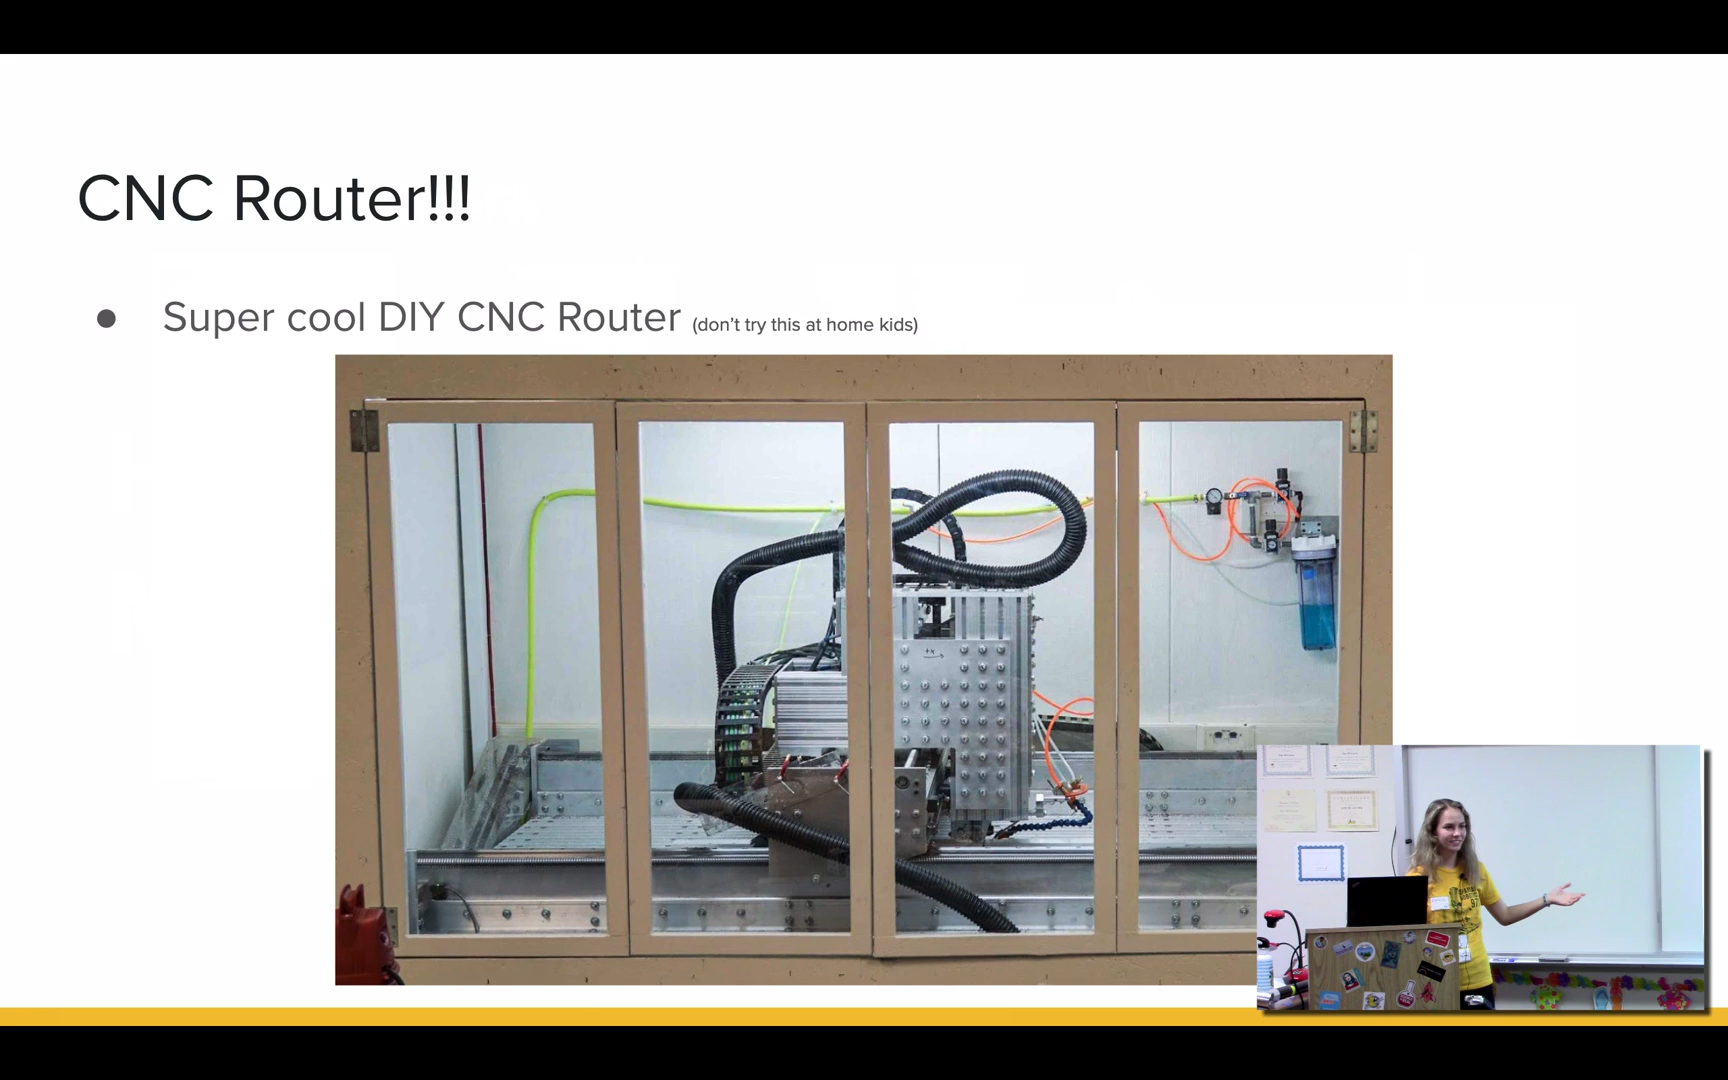 CNC Router!!!
● Super cool DIY CNC Router (don't try this at home kids)